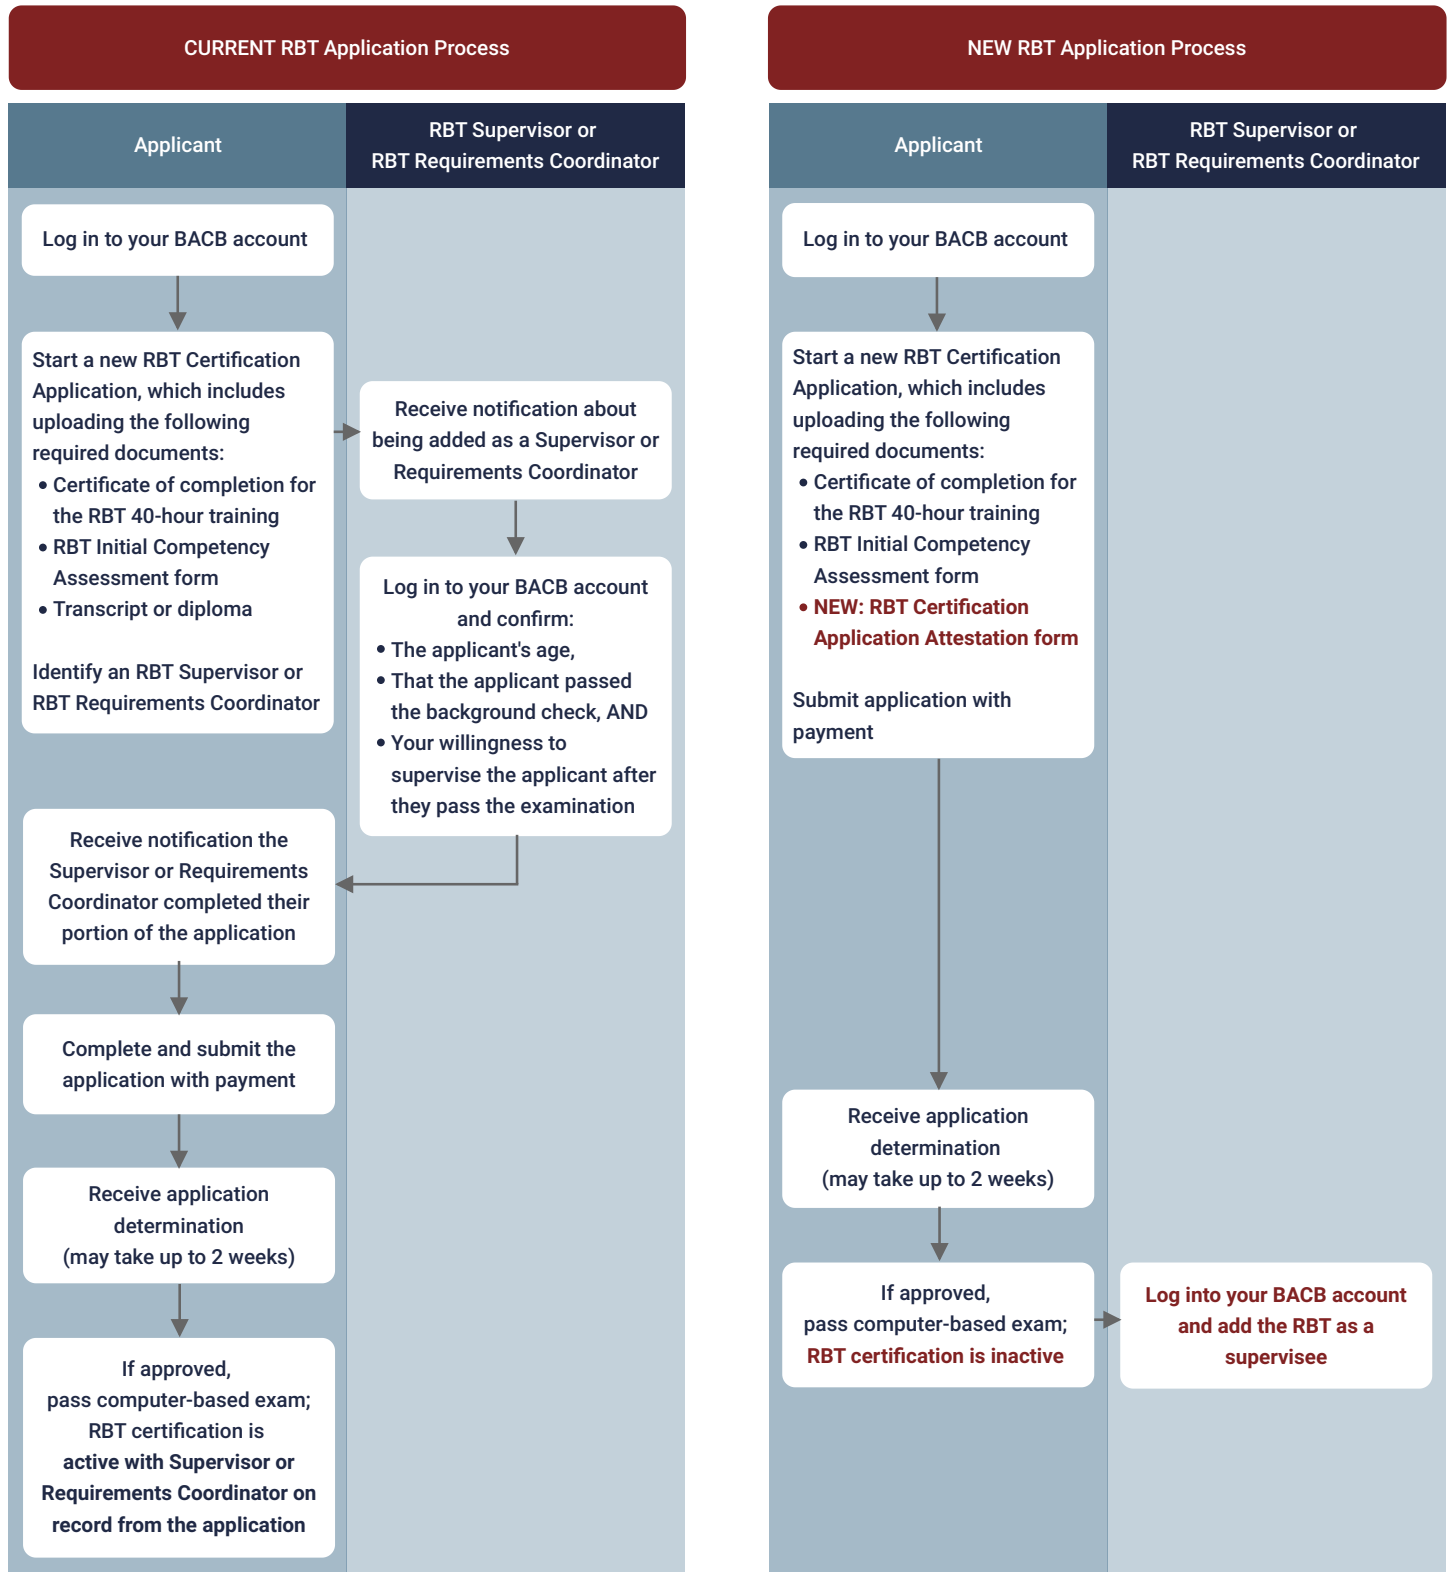 CURRENT RBT Application Process
Applicant
RBT Supervisor or
RBT Requirements Coordinator
Log in to your BACB account
Start a new RBT Certification
Application, which includes
uploading the following
required documents:
• Certificate of completion for
the RBT 40-hour training
• RBT Initial Competency
Assessment form
• Transcript or diploma
Identify an RBT Supervisor or
RBT Requirements Coordinator
Receive notification about
being added as a Supervisor or
Requirements Coordinator
Log in to your BACB account
and confirm:
• The applicant's age,
• That the applicant passed
the background check, AND
• Your willingness to
supervise the applicant after
they pass the examination
Receive notification the
Supervisor or Requirements
Coordinator completed their
portion of the application
Complete and submit the
application with payment
Receive application
determination
(may take up to 2 weeks)
If approved,
pass computer-based exam;
RBT certification is
active with Supervisor or
Requirements Coordinator on
record from the application
NEW RBT Application Process
Applicant
RBT Supervisor or
RBT Requirements Coordinator
Log in to your BACB account
Start a new RBT Certification
Application, which includes
uploading the following
required documents:
• Certificate of completion for
the RBT 40-hour training
• RBT Initial Competency
Assessment form
• NEW: RBT Certification
Application Attestation form
Submit application with
payment
Receive application
determination
(may take up to 2 weeks)
If approved,
pass computer-based exam;
RBT certification is inactive
Log into your BACB account
and add the RBT as a
supervisee